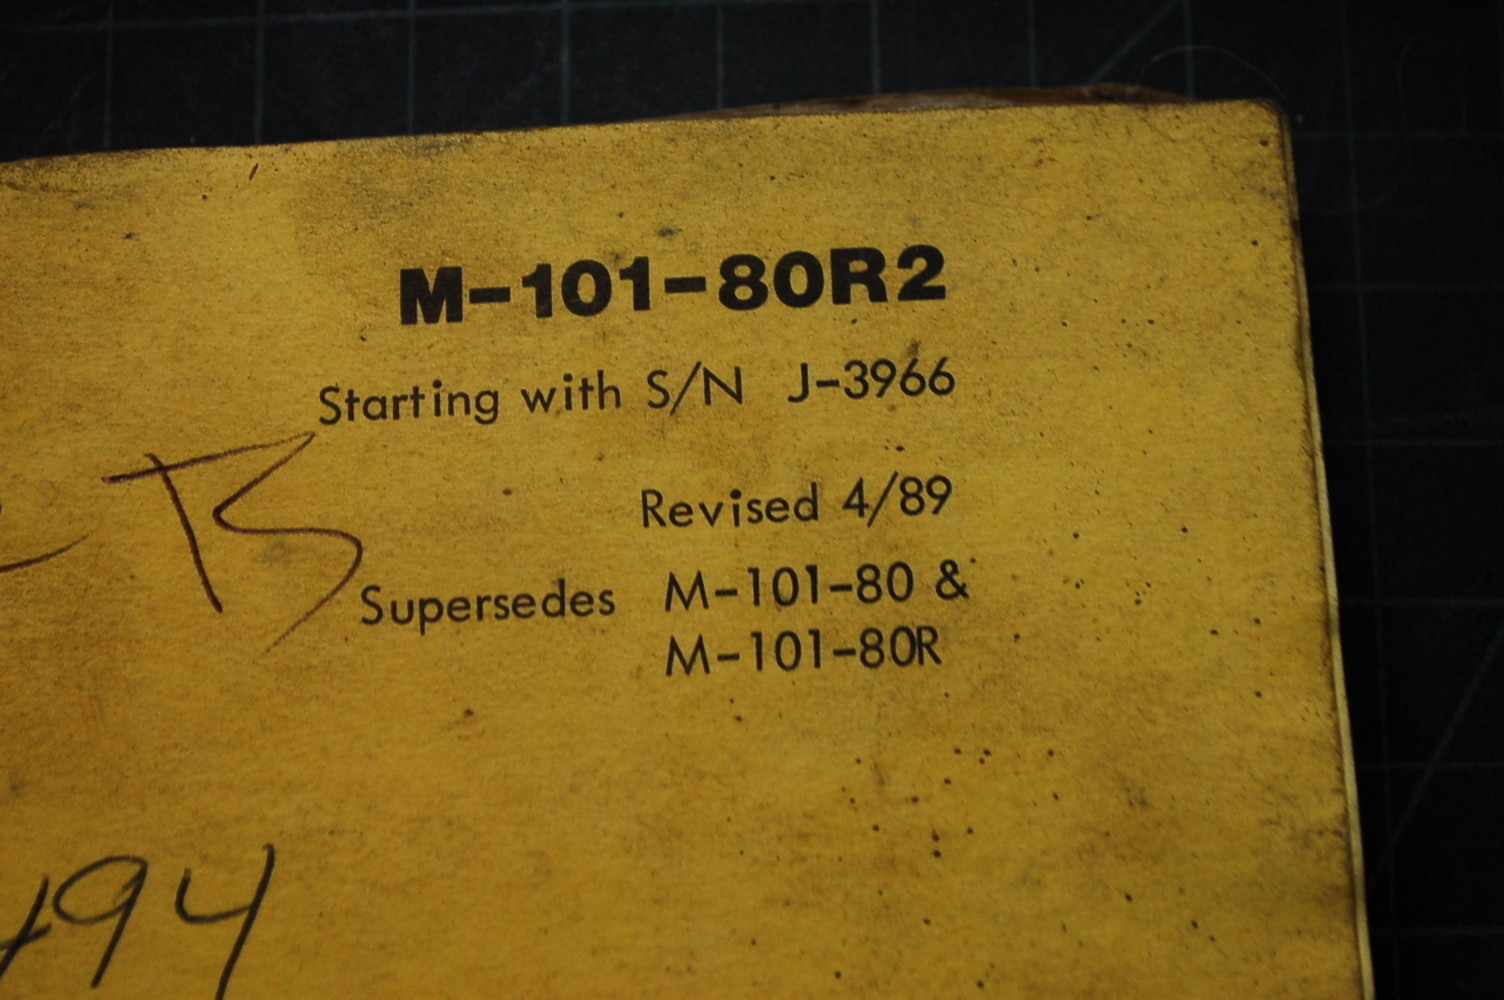 M-101-80R2
Starting with S/N J-3966
Revised 4/89
Supersedes M-101-80 &
M-101-80R